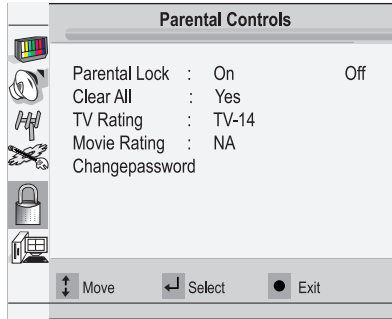 Parental Controls
Parental Lock : On Off
Clear All : Yes
TV Rating : TV-14
Movie Rating : NA
Changepassword
Move Select Exit